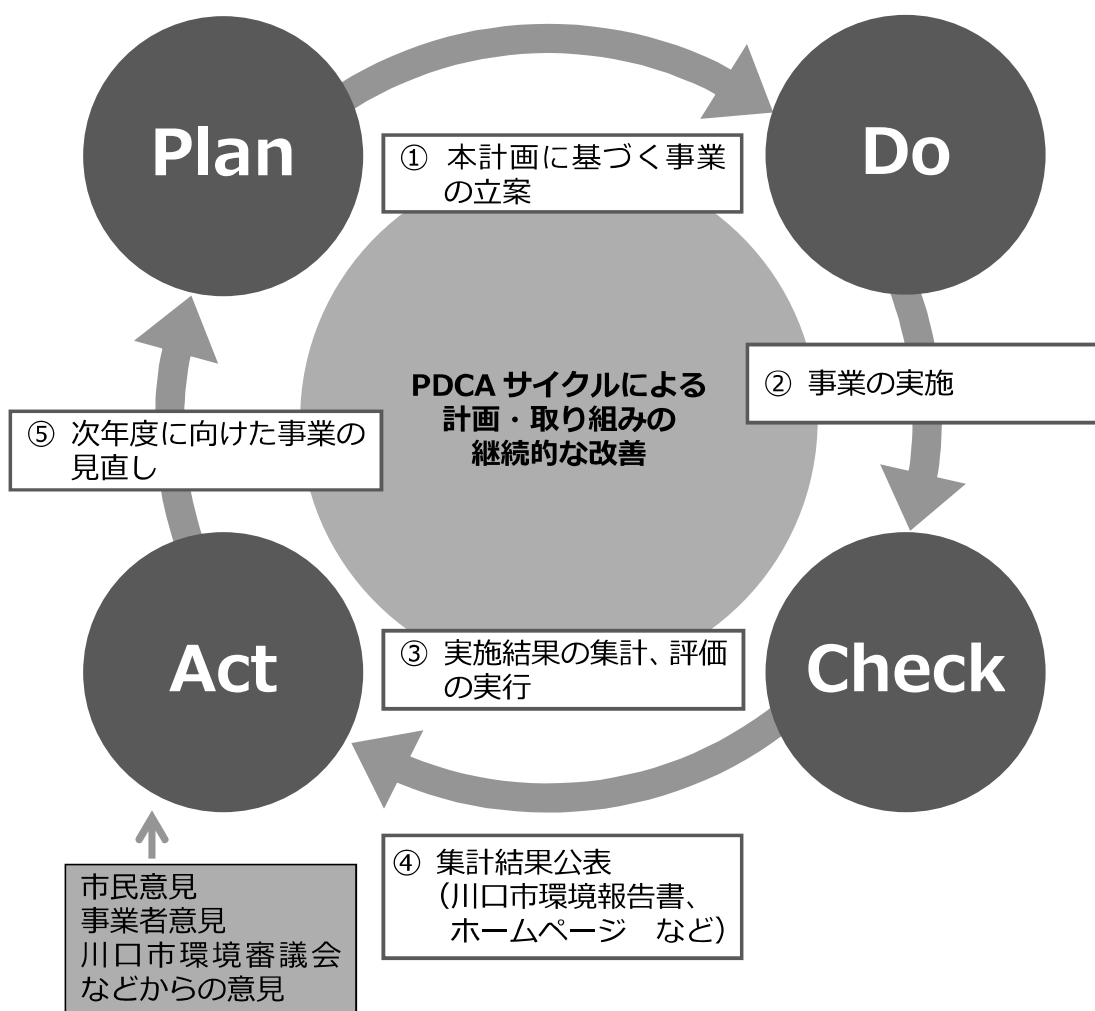 Plan
Do
① 本計画に基づく事業
の立案
PDCA サイクルによる
計画・取り組みの
継続的な改善
② 事業の実施
⑤ 次年度に向けた事業の
見直し
Act
③ 実施結果の集計、評価
の実行
Check
④ 集計結果公表
（川口市環境報告書、
ホームページ　など）
市民意見
事業者意見
川口市環境審議会
などからの意見